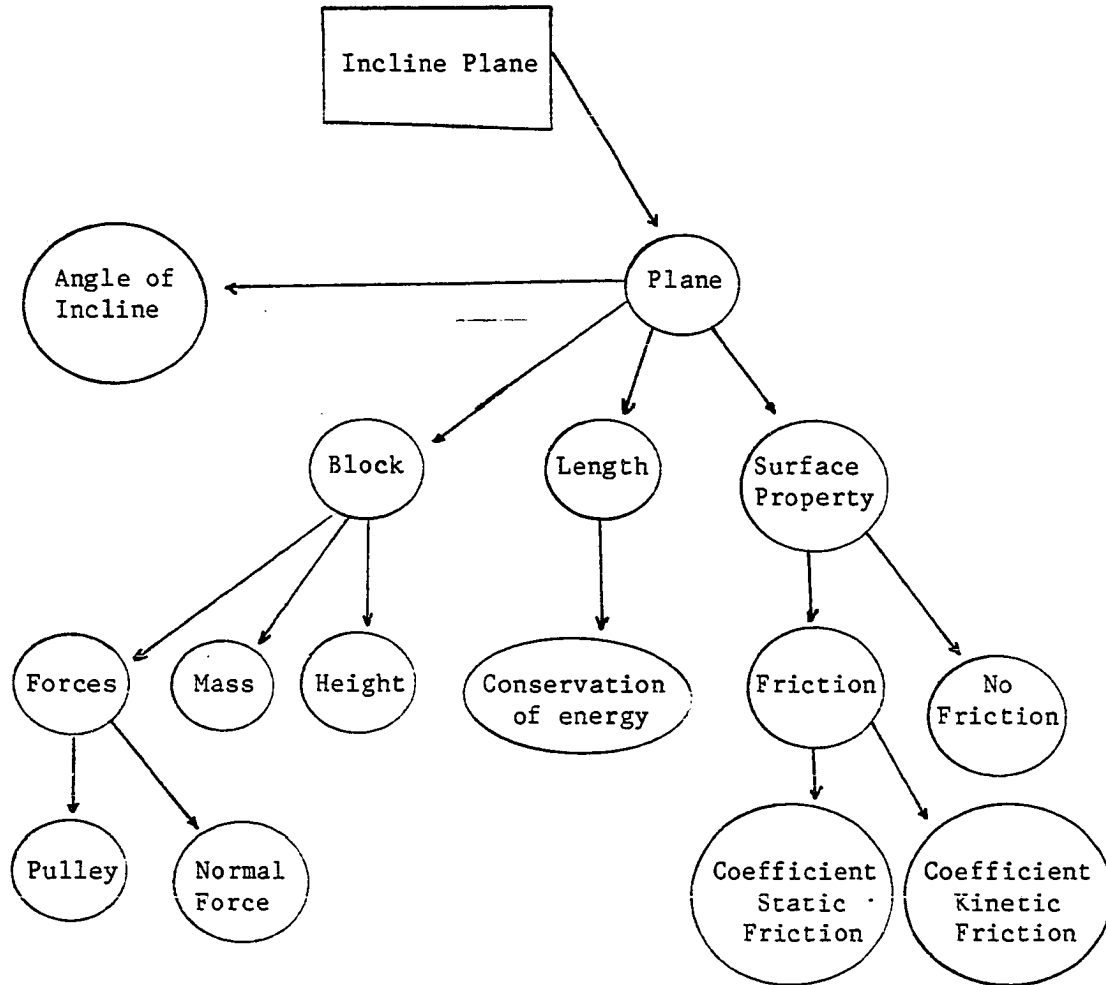 Incline Plane
Angle of
Incline
Plane
Block
Length
Surface
Property
Forces
Mass
Height
Conservation
of energy
Friction
No
Friction
Pulley
Normal
Force
Coefficient
Static
Friction
Coefficient
Kinetic
Friction